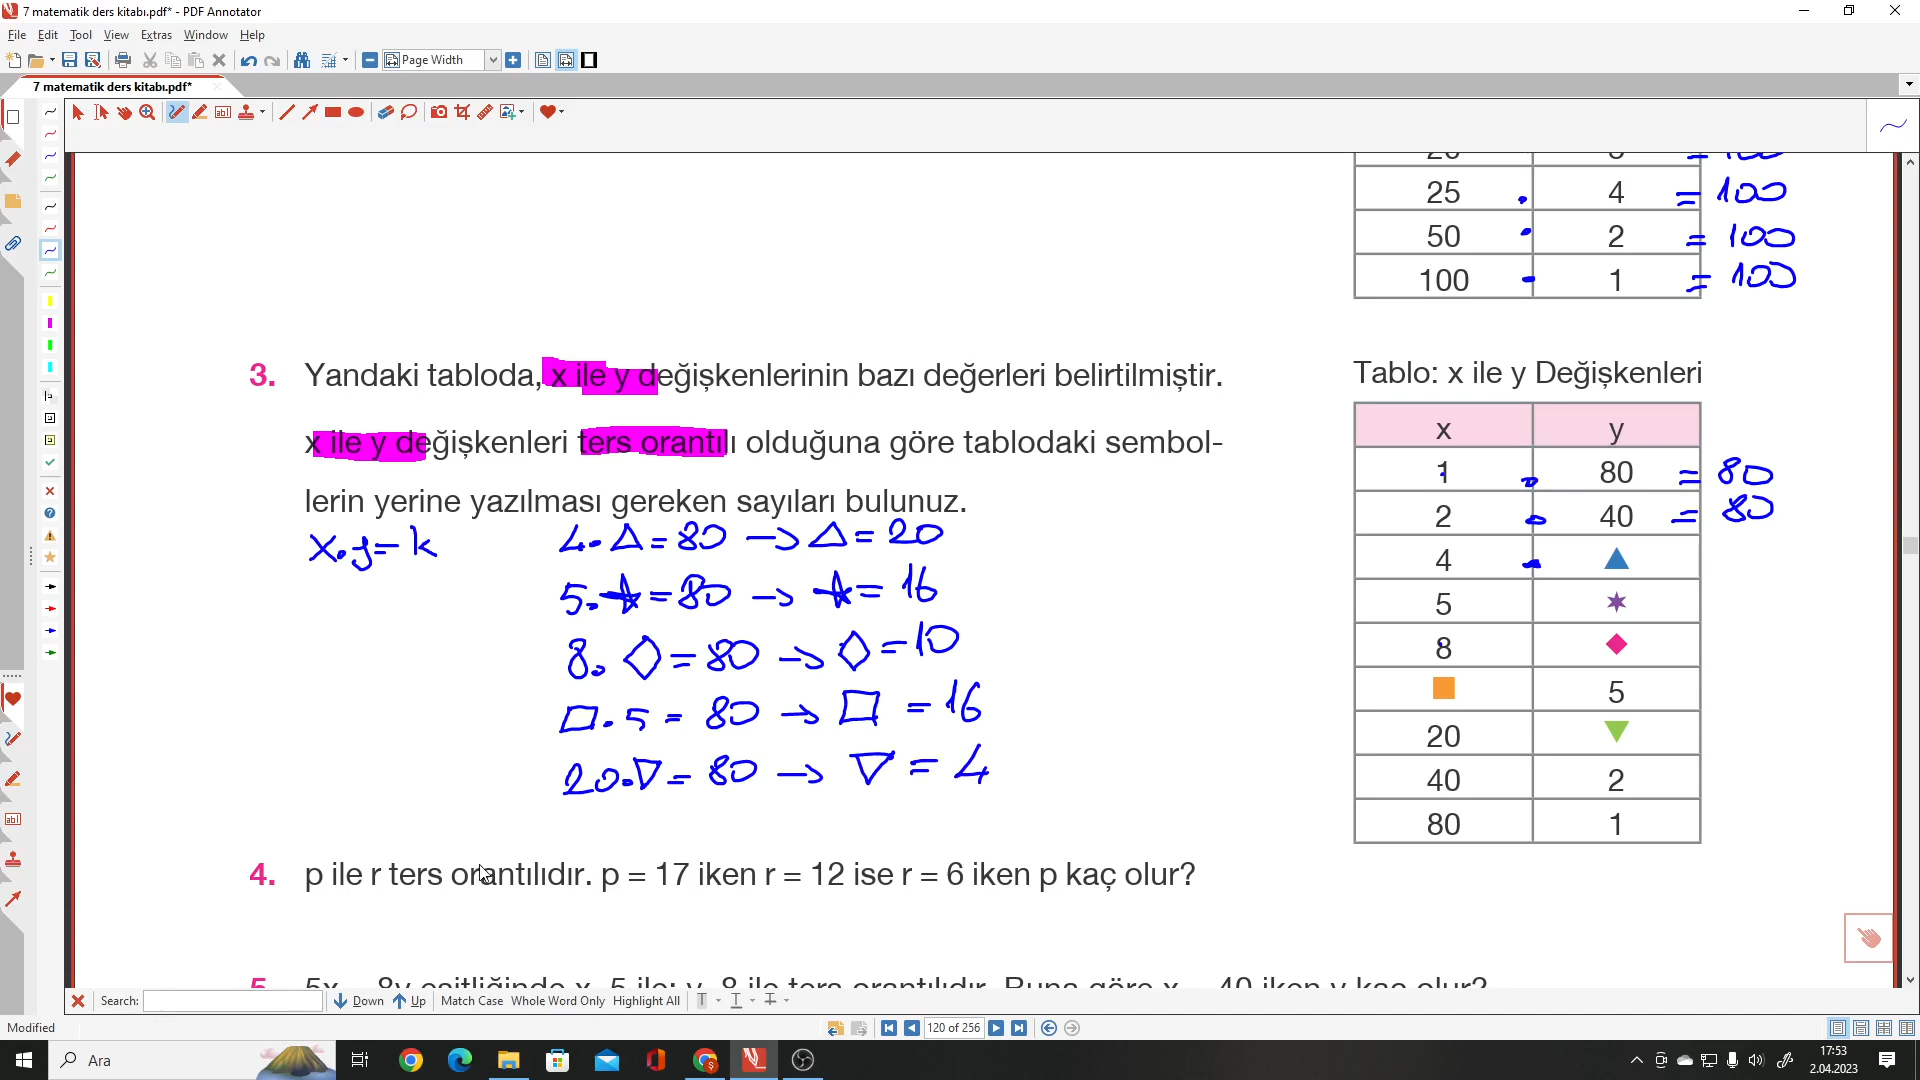 7 matematik ders kitabı.pdf* - PDF Annotator
File Edit Tool View Extras Window Help
Page Width
7 matematik ders kitabı.pdf*
25 . 4 = 100
50 . 2 = 100
100 . 1 = 100
3. Yandaki tabloda, x ile y değişkenlerinin bazı değerleri belirtilmiştir.
x ile y değişkenleri ters orantılı olduğuna göre tablodaki sembol-
lerin yerine yazılması gereken sayıları bulunuz.
x.y=k
4.△=80 → △=20
5.★=80 → ★=16
8.◇=80 → ◇=10
□.5=80 → □=16
20.▽=80 → ▽=4
Tablo: x ile y Değişkenleri
x y
1 . 80 = 80
2 . 40 = 80
4 . ▲
5 ✶
8 ◆
■ 5
20 ▼
40 2
80 1
4. p ile r ters orantılıdır. p = 17 iken r = 12 ise r = 6 iken p kaç olur?
Search: Down Up Match Case Whole Word Only Highlight All
Modified
120 of 256
Ara
17:53
2.04.2023